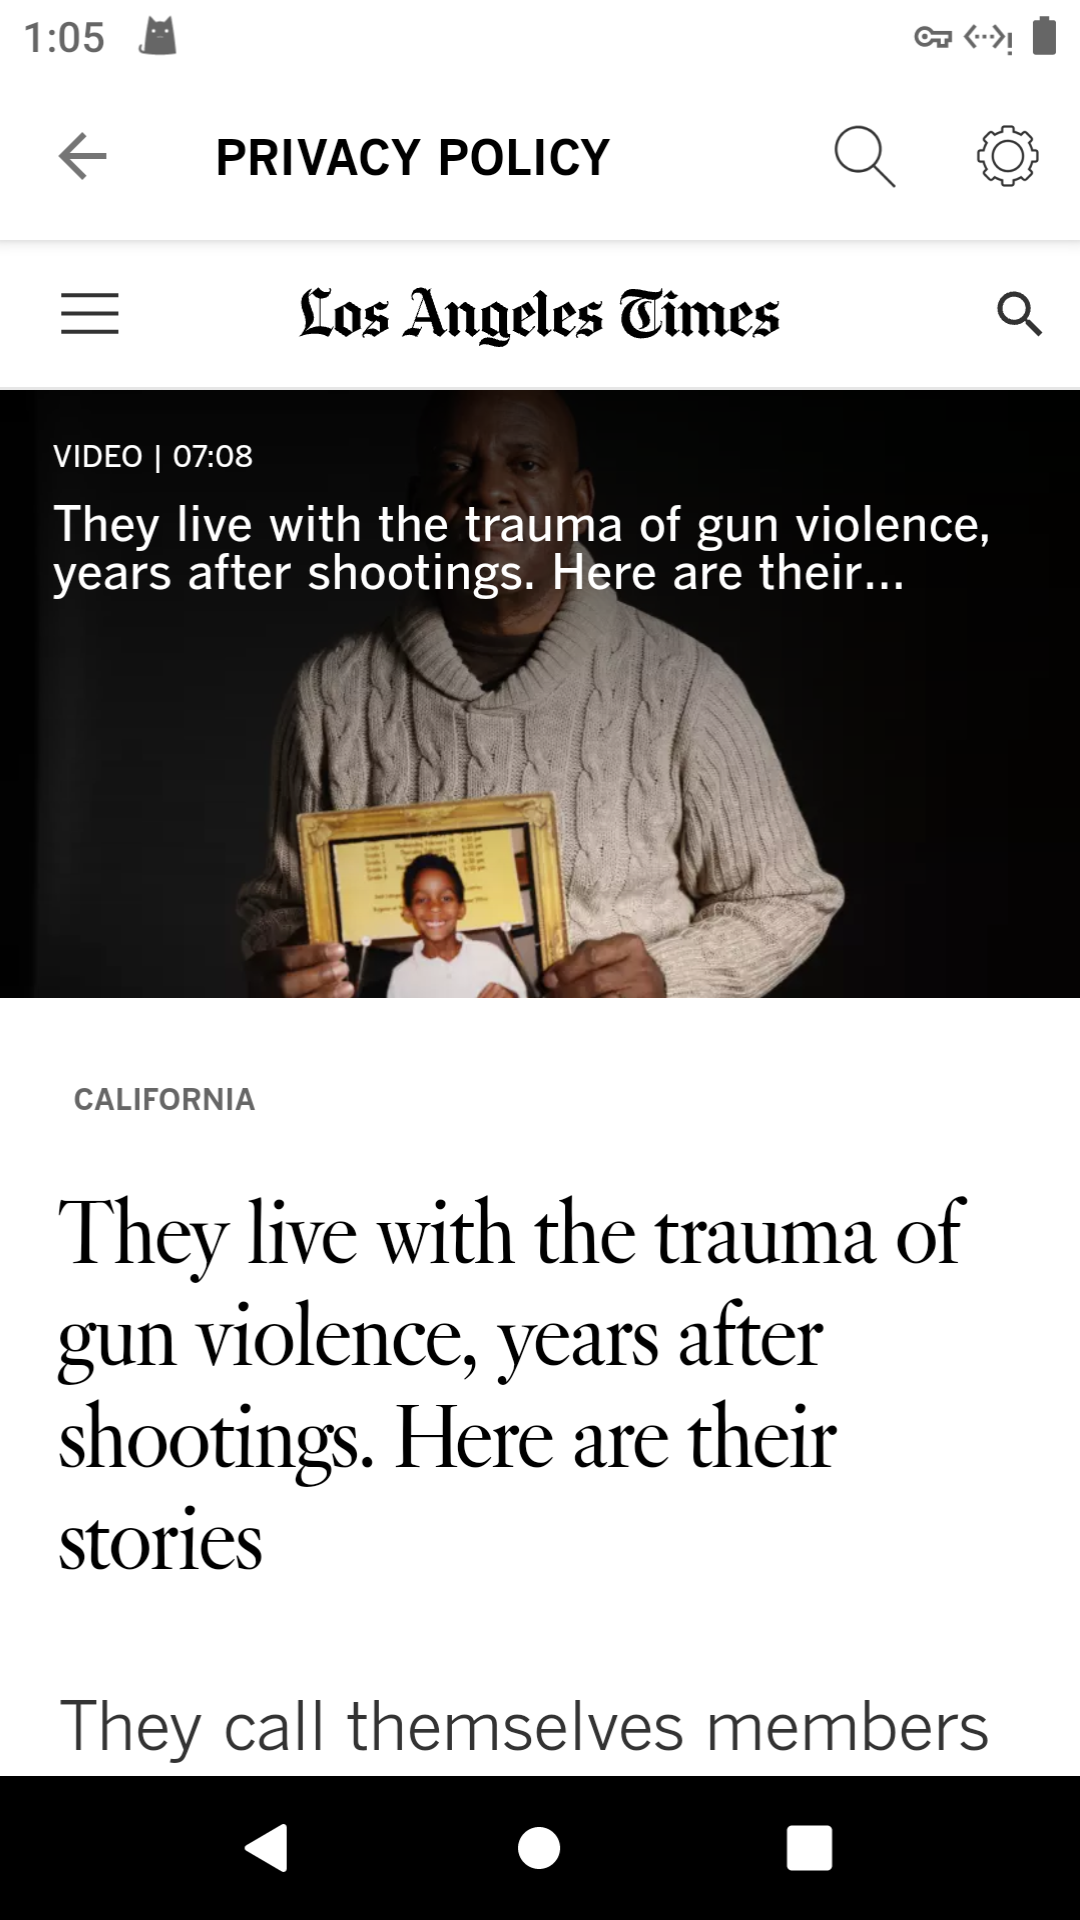 1:05
PRIVACY POLICY
Los Angeles Times
VIDEO | 07:08
They live with the trauma of gun violence,
years after shootings. Here are their...
CALIFORNIA
They live with the trauma of
gun violence, years after
shootings. Here are their
stories
They call themselves members